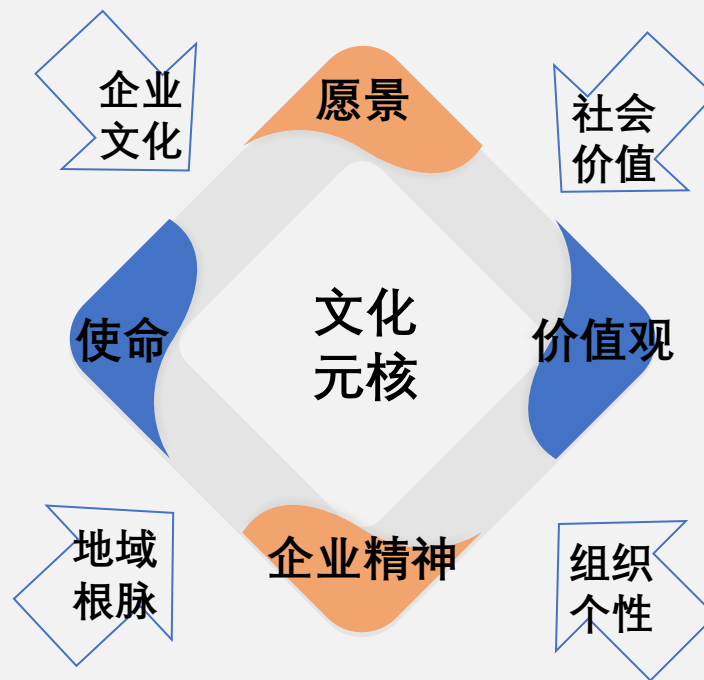 企业
文化
愿景
社会
价值
使命
文化
元核
价值观
地域
根脉
企业精神
组织
个性